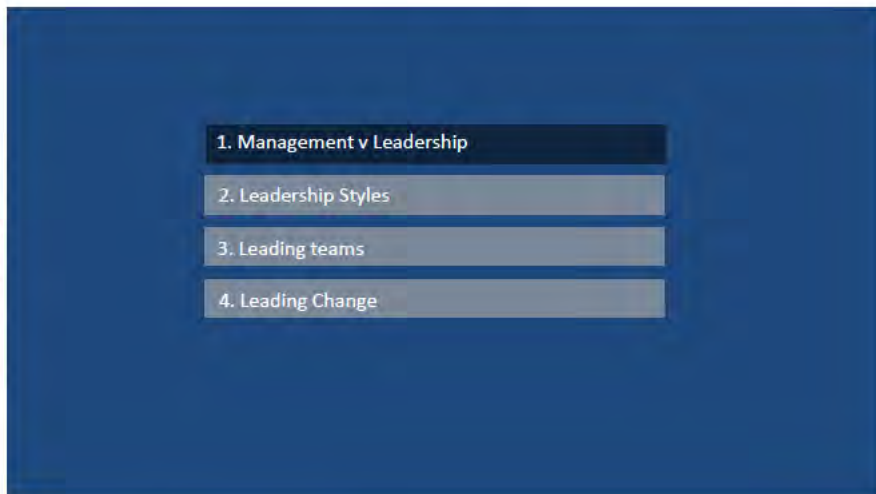 1. Management v Leadership
2. Leadership Styles
3. Leading teams
4. Leading Change